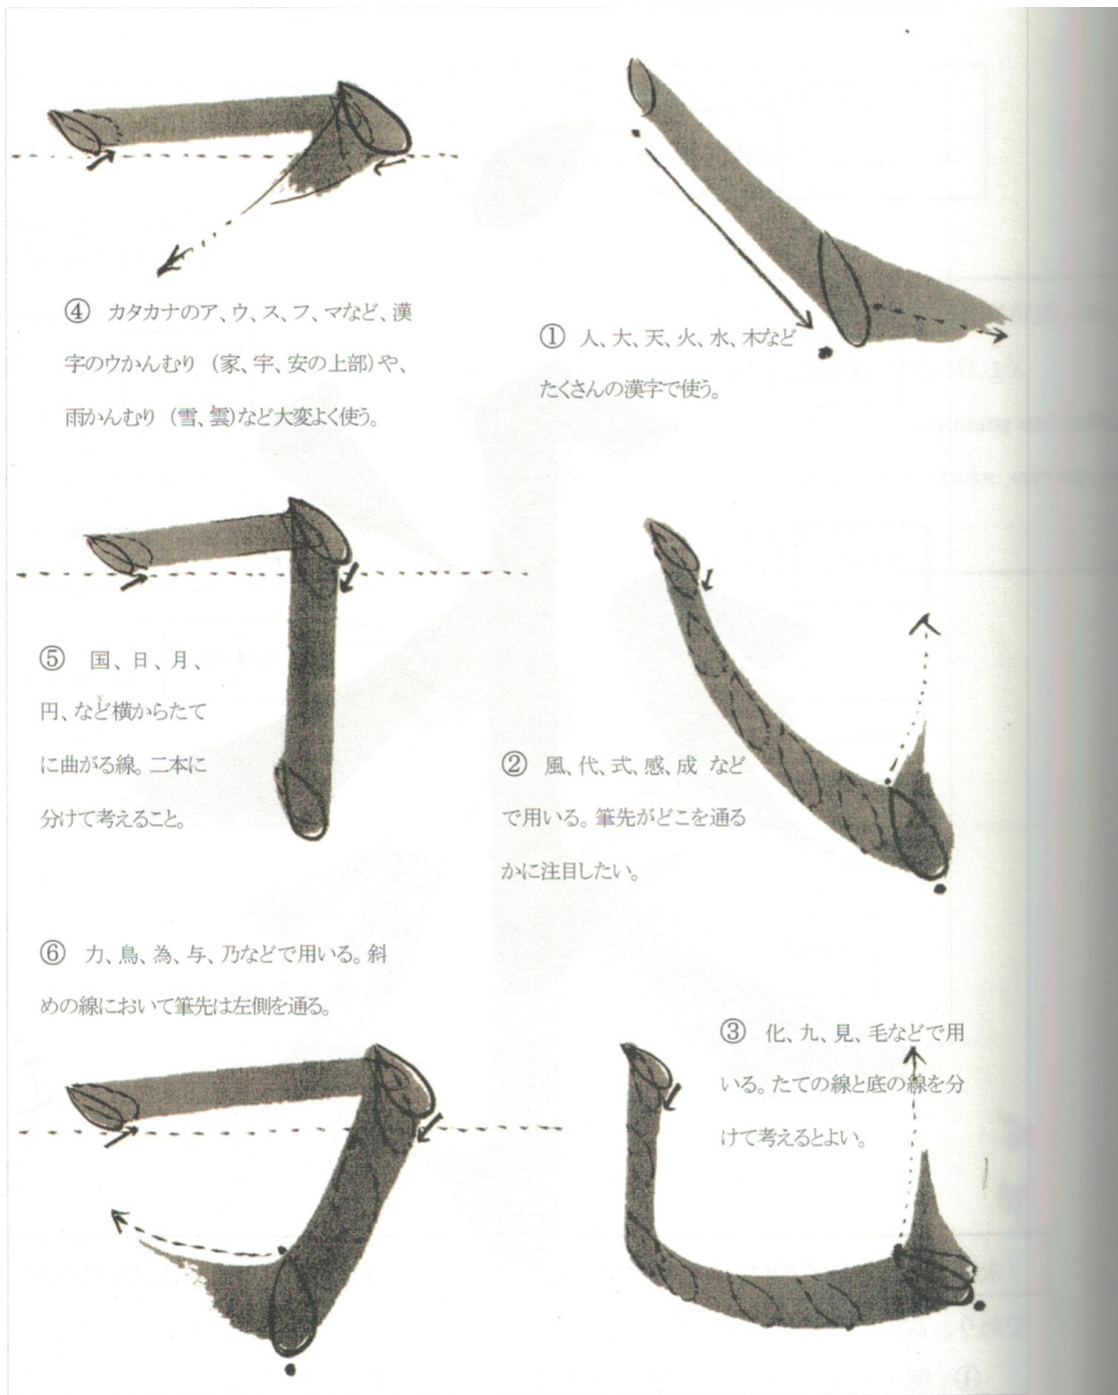 ① 人、大、天、火、水、木など
たくさんの漢字で使う。
② 風、代、式、感、成 など
で用いる。筆先がどこを通る
かに注目したい。
③ 化、九、見、毛などで用
いる。たての線と底の線を分
けて考えるとよい。
④ カタカナのア、ウ、ス、フ、マなど、漢
字のウかんむり（家、宇、安の上部）や、
雨かんむり（雪、雲）など大変よく使う。
⑤ 国、日、月、
円、など横からたて
に曲がる線。二本に
分けて考えること。
⑥ 力、鳥、為、与、乃などで用いる。斜
めの線において筆先は左側を通る。